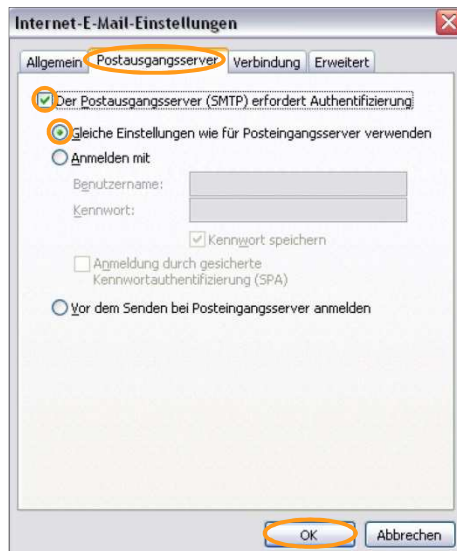 Internet-E-Mail-Einstellungen
Allgemein Postausgangsserver Verbindung Erweitert
Der Postausgangsserver (SMTP) erfordert Authentifizierung
Gleiche Einstellungen wie für Posteingangsserver verwenden
Anmelden mit
Benutzername:
Kennwort:
Kennwort speichern
Anmeldung durch gesicherte
Kennwortauthentifizierung (SPA)
Vor dem Senden bei Posteingangsserver anmelden
OK Abbrechen